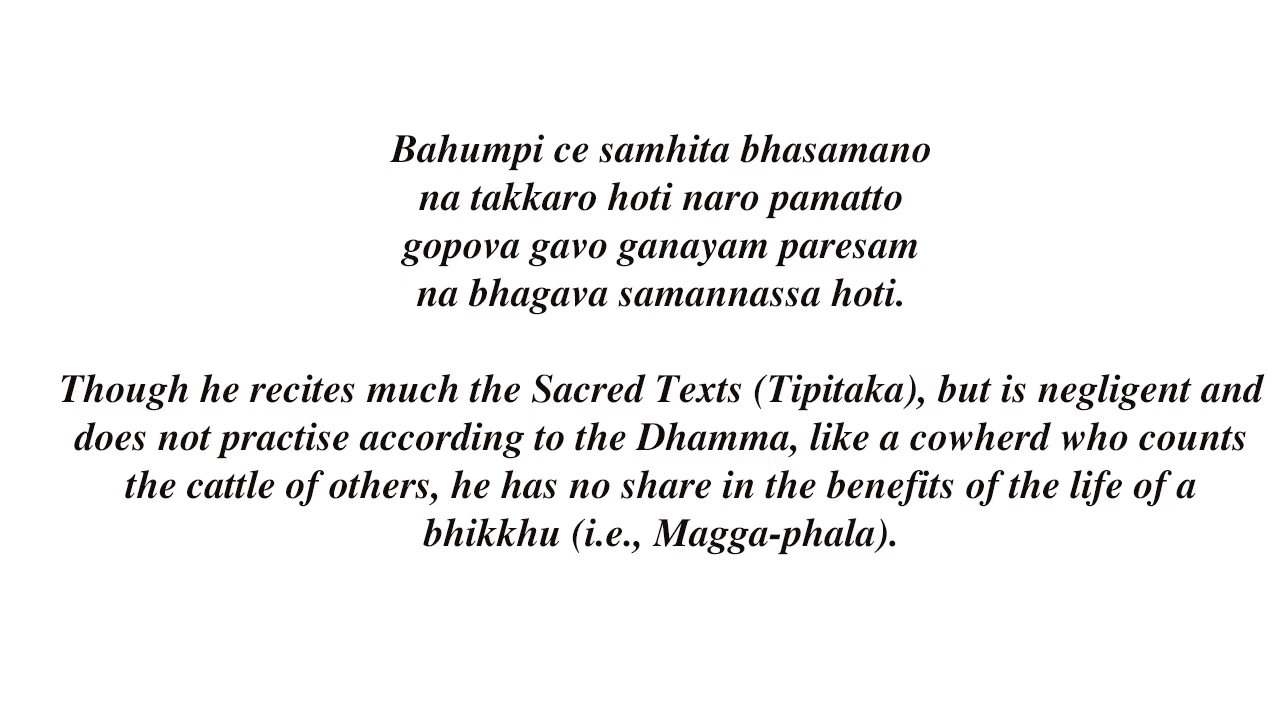 Bahumpi ce samhita bhasamano
na takkaro hoti naro pamatto
gopova gavo ganayam paresam
na bhagava samannassa hoti.
Though he recites much the Sacred Texts (Tipitaka), but is negligent and
does not practise according to the Dhamma, like a cowherd who counts
the cattle of others, he has no share in the benefits of the life of a
bhikkhu (i.e., Magga-phala).